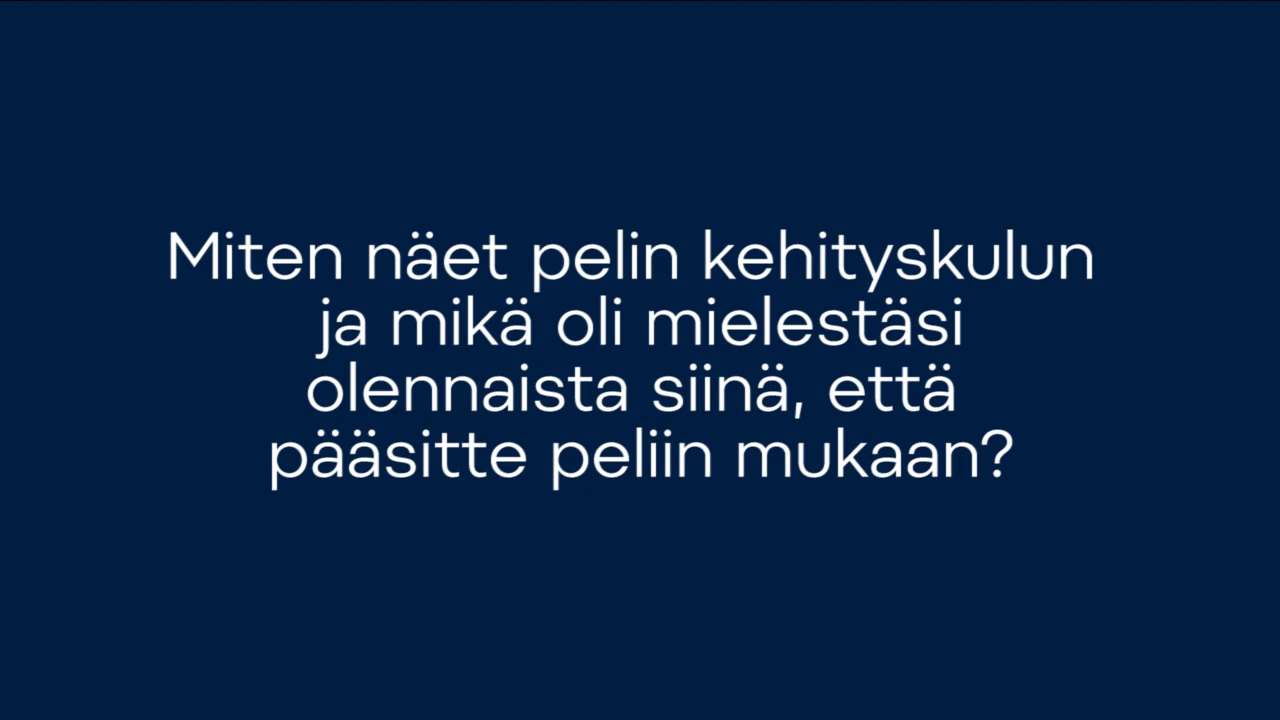 Miten näet pelin kehityskulun
ja mikä oli mielestäsi
olennaista siinä, että
pääsitte peliin mukaan?